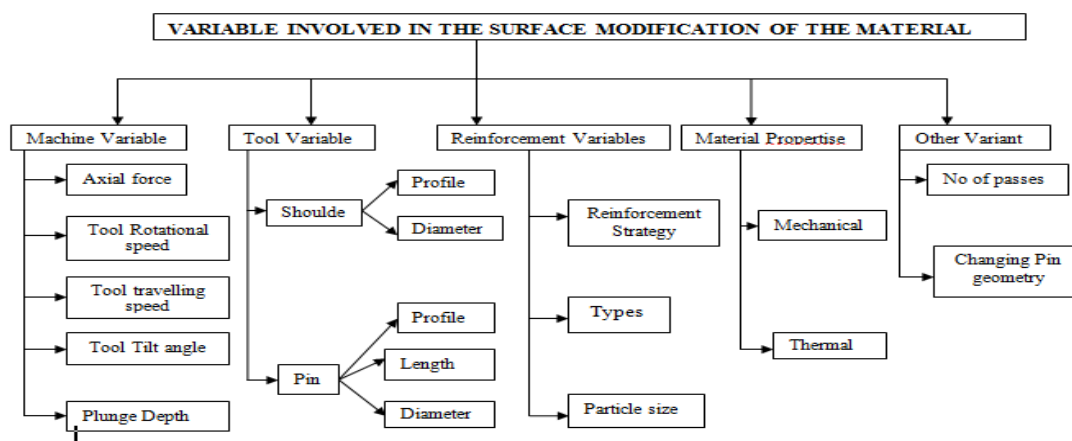 VARIABLE INVOLVED IN THE SURFACE MODIFICATION OF THE MATERIAL
Machine Variable
Axial force
Tool Rotational
speed
Tool travelling
speed
Tool Tilt angle
Plunge Depth
Tool Variable
Shoulde
Profile
Diameter
Pin
Profile
Length
Diameter
Reinforcement Variables
Reinforcement
Strategy
Types
Particle size
Material Propertise
Mechanical
Thermal
Other Variant
No of passes
Changing Pin
geometry